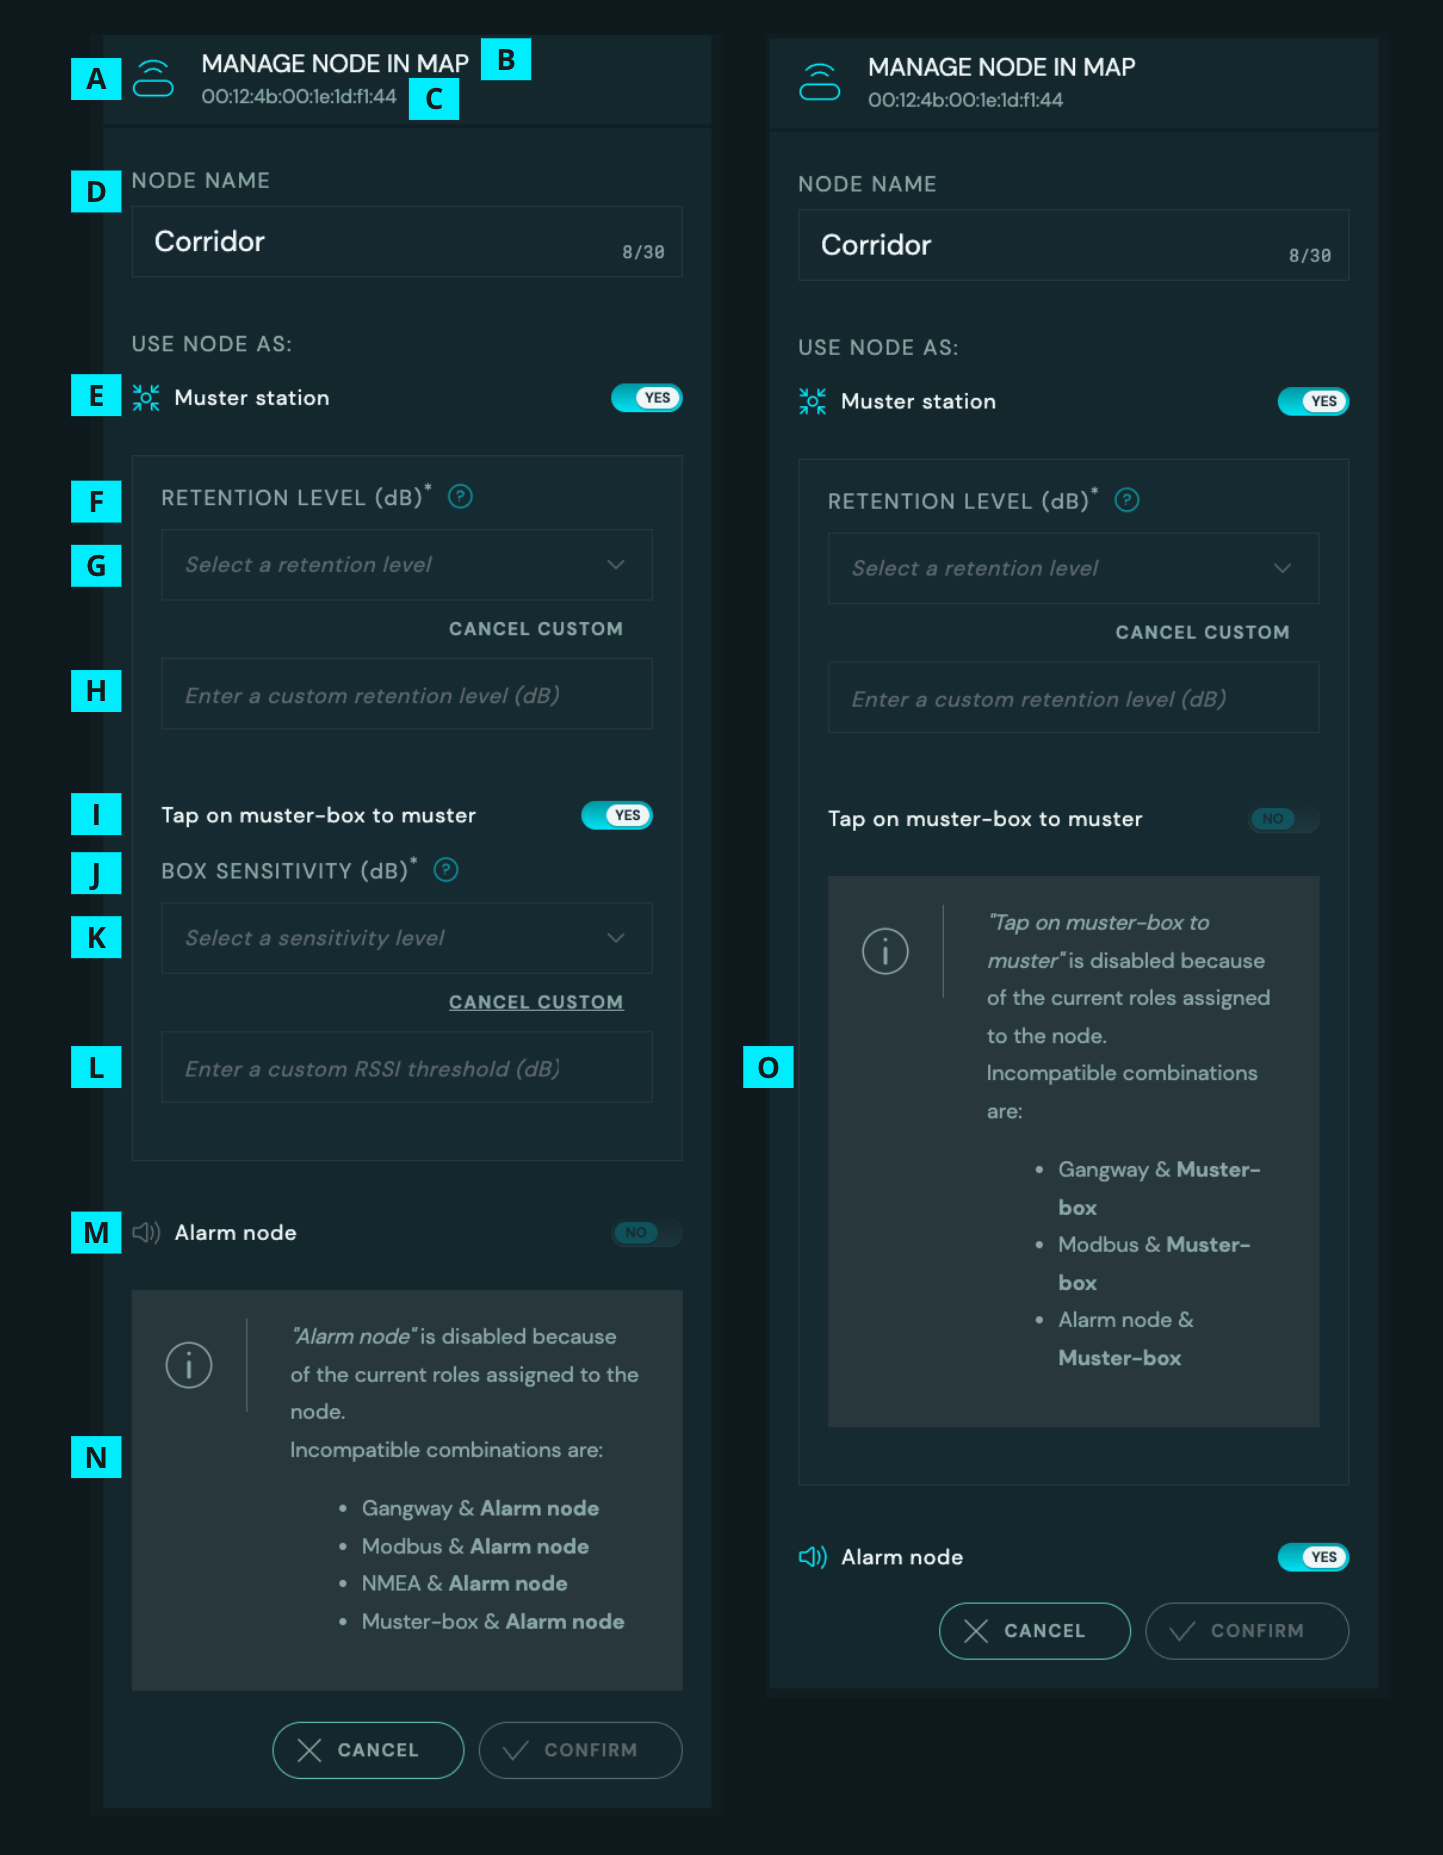 A
MANAGE NODE IN MAP
B
00:12:4b:00:1e:1d:f1:44
C
D
NODE NAME
Corridor
8/30
USE NODE AS:
E
Muster station
YES
F
RETENTION LEVEL (dB)*
?
G
Select a retention level
CANCEL CUSTOM
H
Enter a custom retention level (dB)
I
Tap on muster-box to muster
YES
J
BOX SENSITIVITY (dB)*
?
K
Select a sensitivity level
CANCEL CUSTOM
L
Enter a custom RSSI threshold (dB)
M
Alarm node
NO
i
"Alarm node" is disabled because
of the current roles assigned to the
node.
Incompatible combinations are:
N
• Gangway & Alarm node
• Modbus & Alarm node
• NMEA & Alarm node
• Muster-box & Alarm node
CANCEL
CONFIRM
MANAGE NODE IN MAP
00:12:4b:00:1e:1d:f1:44
NODE NAME
Corridor
8/30
USE NODE AS:
Muster station
YES
RETENTION LEVEL (dB)*
?
Select a retention level
CANCEL CUSTOM
Enter a custom retention level (dB)
Tap on muster-box to muster
NO
i
"Tap on muster-box to
muster" is disabled because
of the current roles assigned
to the node.
Incompatible combinations
are:
O
• Gangway & Muster-
box
• Modbus & Muster-
box
• Alarm node &
Muster-box
Alarm node
YES
CANCEL
CONFIRM